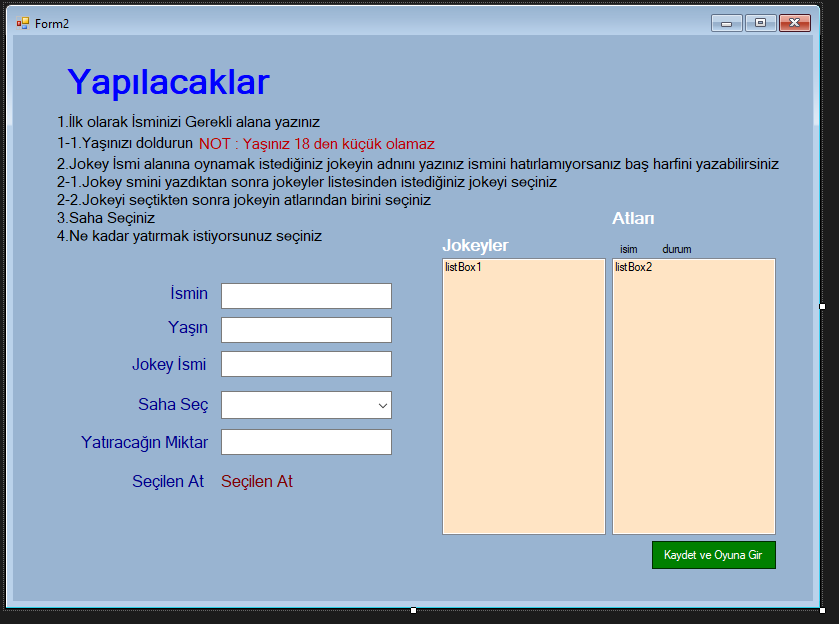 Form2
Yapılacaklar
1.İlk olarak İsminizi Gerekli alana yazınız
1-1.Yaşınızı doldurun NOT : Yaşınız 18 den küçük olamaz
2.Jokey İsmi alanına oynamak istediğiniz jokeyin adnını yazınız ismini hatırlamıyorsanız baş harfini yazabilirsiniz
2-1.Jokey smini yazdıktan sonra jokeyler listesinden istediğiniz jokeyi seçiniz
2-2.Jokeyi seçtikten sonra jokeyin atlarından birini seçiniz
3.Saha Seçiniz
4.Ne kadar yatırmak istiyorsunuz seçiniz
Atları
Jokeyler
isim durum
listBox1
listBox2
İsmin
Yaşın
Jokey İsmi
Saha Seç
Yatıracağın Miktar
Seçilen At Seçilen At
Kaydet ve Oyuna Gir